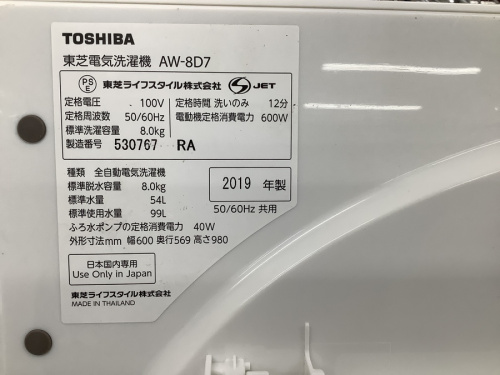 TOSHIBA
東芝電気洗濯機 AW-8D7
PS E 東芝ライフスタイル株式会社 S JET
定格電圧 100V 定格時間 洗いのみ 12分
定格周波数 50/60Hz 電動機定格消費電力 600W
標準洗濯容量 8.0kg
製造番号 530767 RA
種類 全自動電気洗濯機
標準脱水容量 8.0kg 2019 年製
標準水量 54L 50/60Hz 共用
標準使用水量 99L
ふろ水ポンプの定格消費電力 40W
外形寸法mm 幅600 奥行569 高さ980
日本国内専用
Use Only in Japan
東芝ライフスタイル株式会社
MADE IN THAILAND